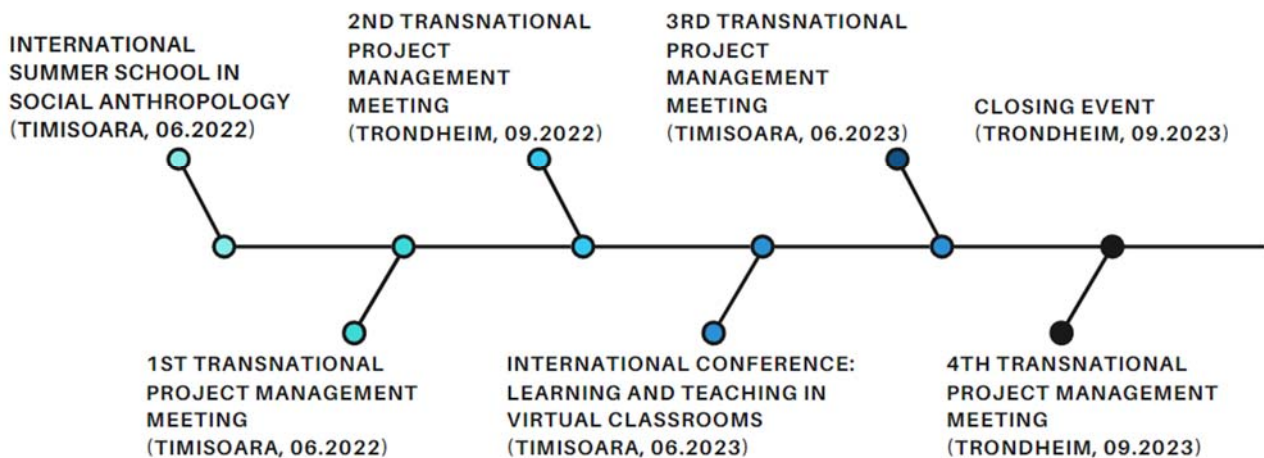 INTERNATIONAL
SUMMER SCHOOL IN
SOCIAL ANTHROPOLOGY
(TIMISOARA, 06.2022)
2ND TRANSNATIONAL
PROJECT
MANAGEMENT
MEETING
(TRONDHEIM, 09.2022)
3RD TRANSNATIONAL
PROJECT
MANAGEMENT
MEETING
(TIMISOARA, 06.2023)
CLOSING EVENT
(TRONDHEIM, 09.2023)
1ST TRANSNATIONAL
PROJECT MANAGEMENT
MEETING
(TIMISOARA, 06.2022)
INTERNATIONAL CONFERENCE:
LEARNING AND TEACHING IN
VIRTUAL CLASSROOMS
(TIMISOARA, 06.2023)
4TH TRANSNATIONAL
PROJECT MANAGEMENT
MEETING
(TRONDHEIM, 09.2023)